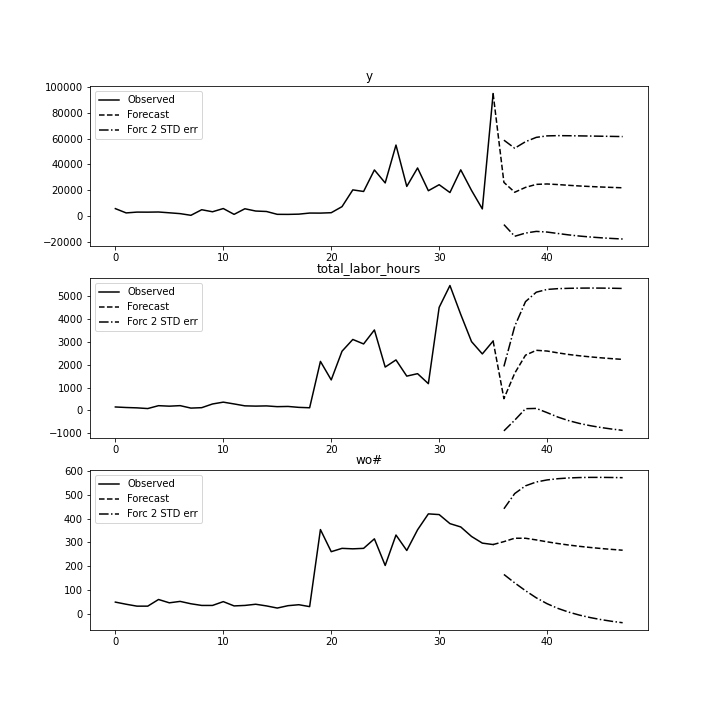 y
100000
80000
60000
40000
20000
0
−20000
Observed
Forecast
Forc 2 STD err
0 10 20 30 40
total_labor_hours
5000
4000
3000
2000
1000
0
−1000
Observed
Forecast
Forc 2 STD err
0 10 20 30 40
wo#
600
500
400
300
200
100
0
Observed
Forecast
Forc 2 STD err
0 10 20 30 40